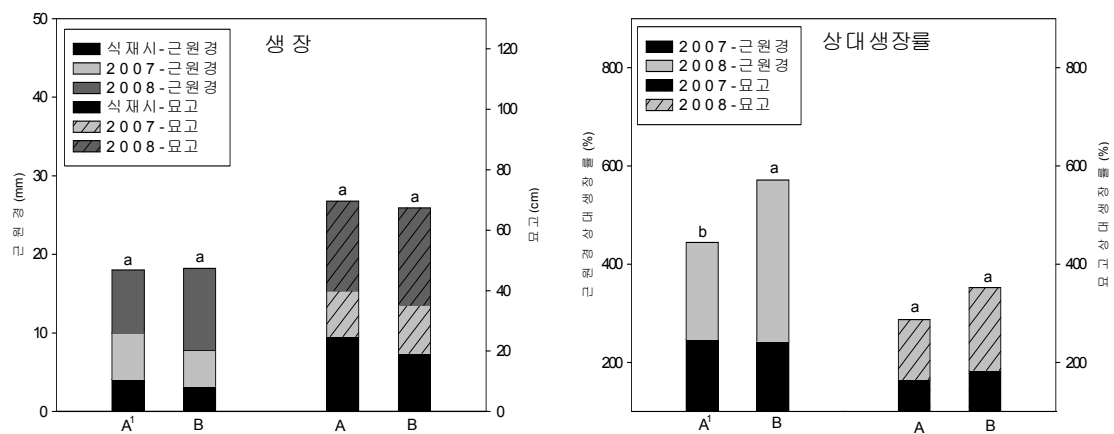 생 장
식재시-근원경
2007-근원경
2008-근원경
식재시-묘고
2007-묘고
2008-묘고
근원경 (mm)
50
40
30
20
10
0
a
a
a
a
A1
B
A
B
120
100
80
60
40
20
0
묘고 (cm)
상대생장률
2007-근원경
2008-근원경
2007-묘고
2008-묘고
근원경상대생장률 (%)
800
600
400
200
b
a
a
a
A1
B
A
B
800
600
400
200
묘고상대생장률 (%)